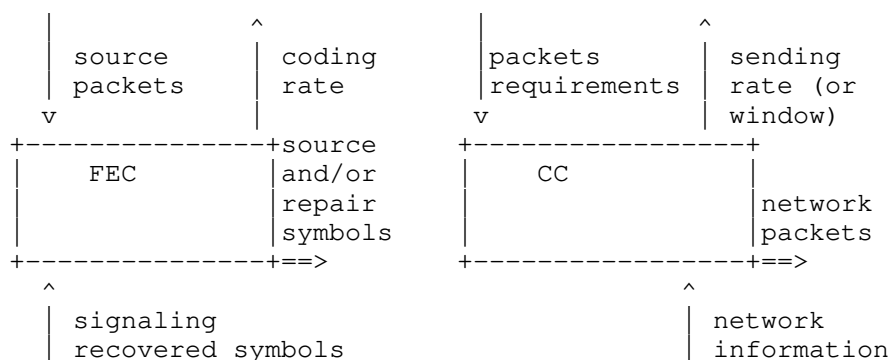 |               ^              |               ^
| source        | coding       |packets        | sending
| packets       | rate         |requirements   | rate (or
v               |              v               | window)
+---------------+source     +-----------------+
|     FEC       |and/or     |     CC          |
|               |repair     |                 |network
|               |symbols    |                 |packets
+---------------+==>        +-----------------+==>
  ^                                        ^
  | signaling                              | network
  | recovered symbols                      | information